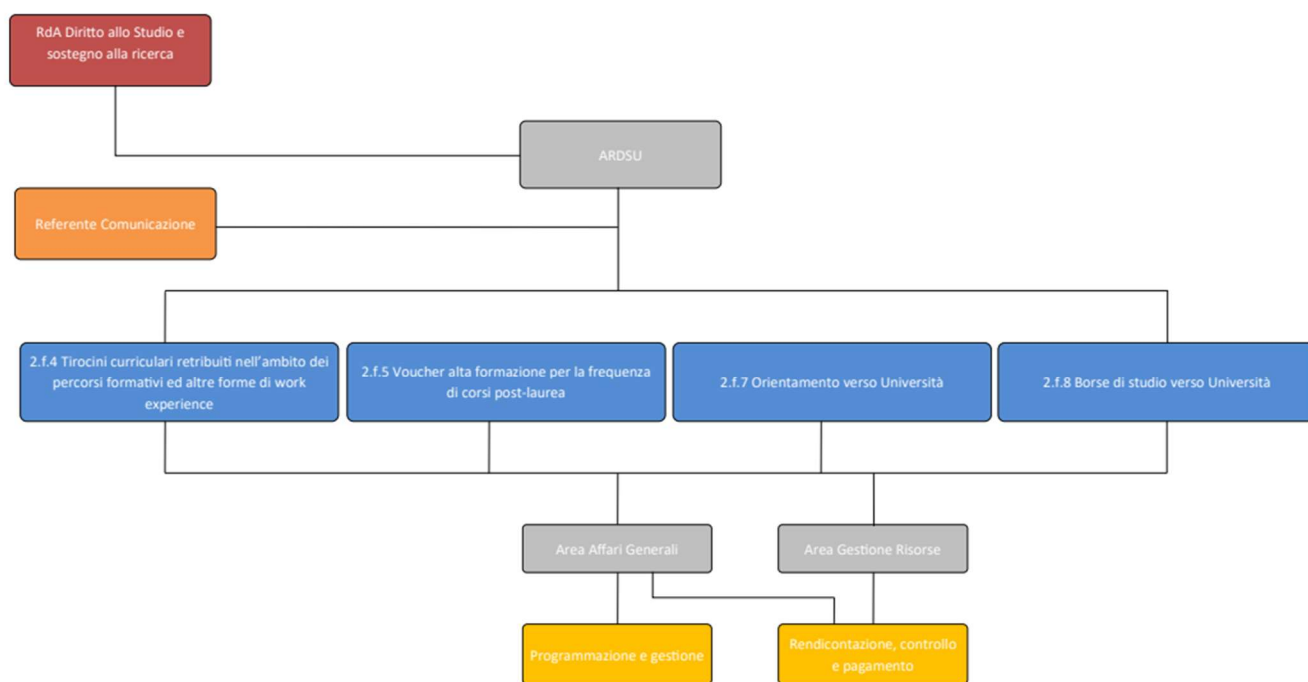 RdA Diritto allo Studio e
sostegno alla ricerca
ARDSU
Referente Comunicazione
2.f.4 Tirocini curriculari retribuiti nell'ambito dei
percorsi formativi ed altre forme di work
experience
2.f.5 Voucher alta formazione per la frequenza
di corsi post-laurea
2.f.7 Orientamento verso Università
2.f.8 Borse di studio verso Università
Area Affari Generali
Area Gestione Risorse
Programmazione e gestione
Rendicontazione, controllo
e pagamento